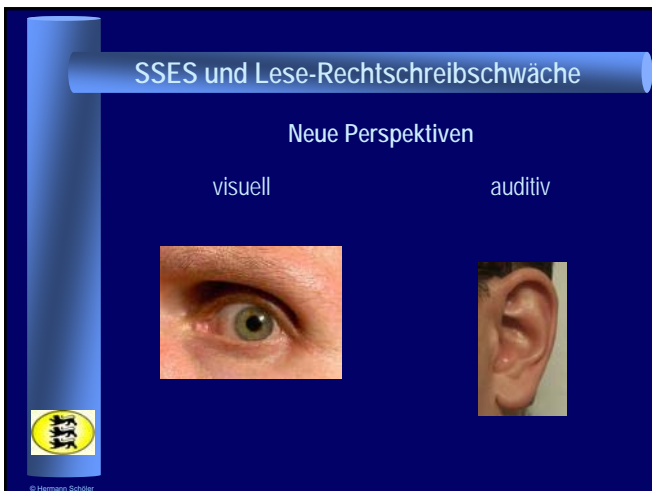 SSES und Lese-Rechtschreibschwäche
Neue Perspektiven
visuell auditiv
© Hermann Schöler